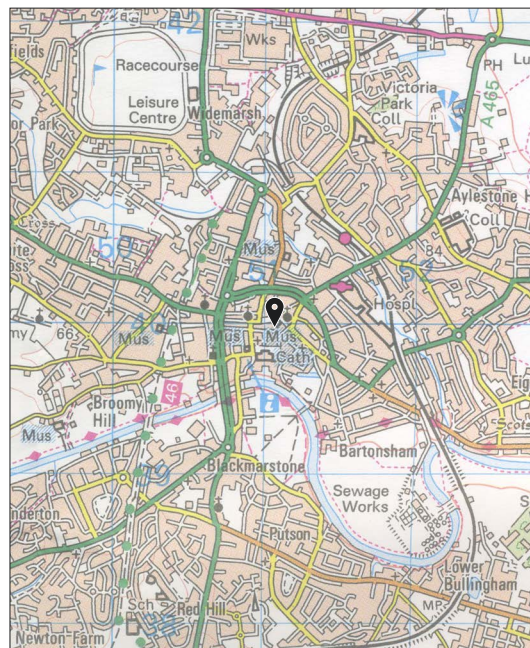 42
Wks
PH
Racecourse
Victoria
Park
Coll
A465
Leisure
Centre
Widemarsh
or Park
Aylestone H
Coll
Cross
50
Mus
84
Hospl
66
Mus
Mus
Mus
Cath
46
Broomy
Hill
Mus
Bartonsham
39
Blackmarstone
Sewage
Works
Putson
Lower
Bullingham
MP
Sch
Red Hill
Newton Farm